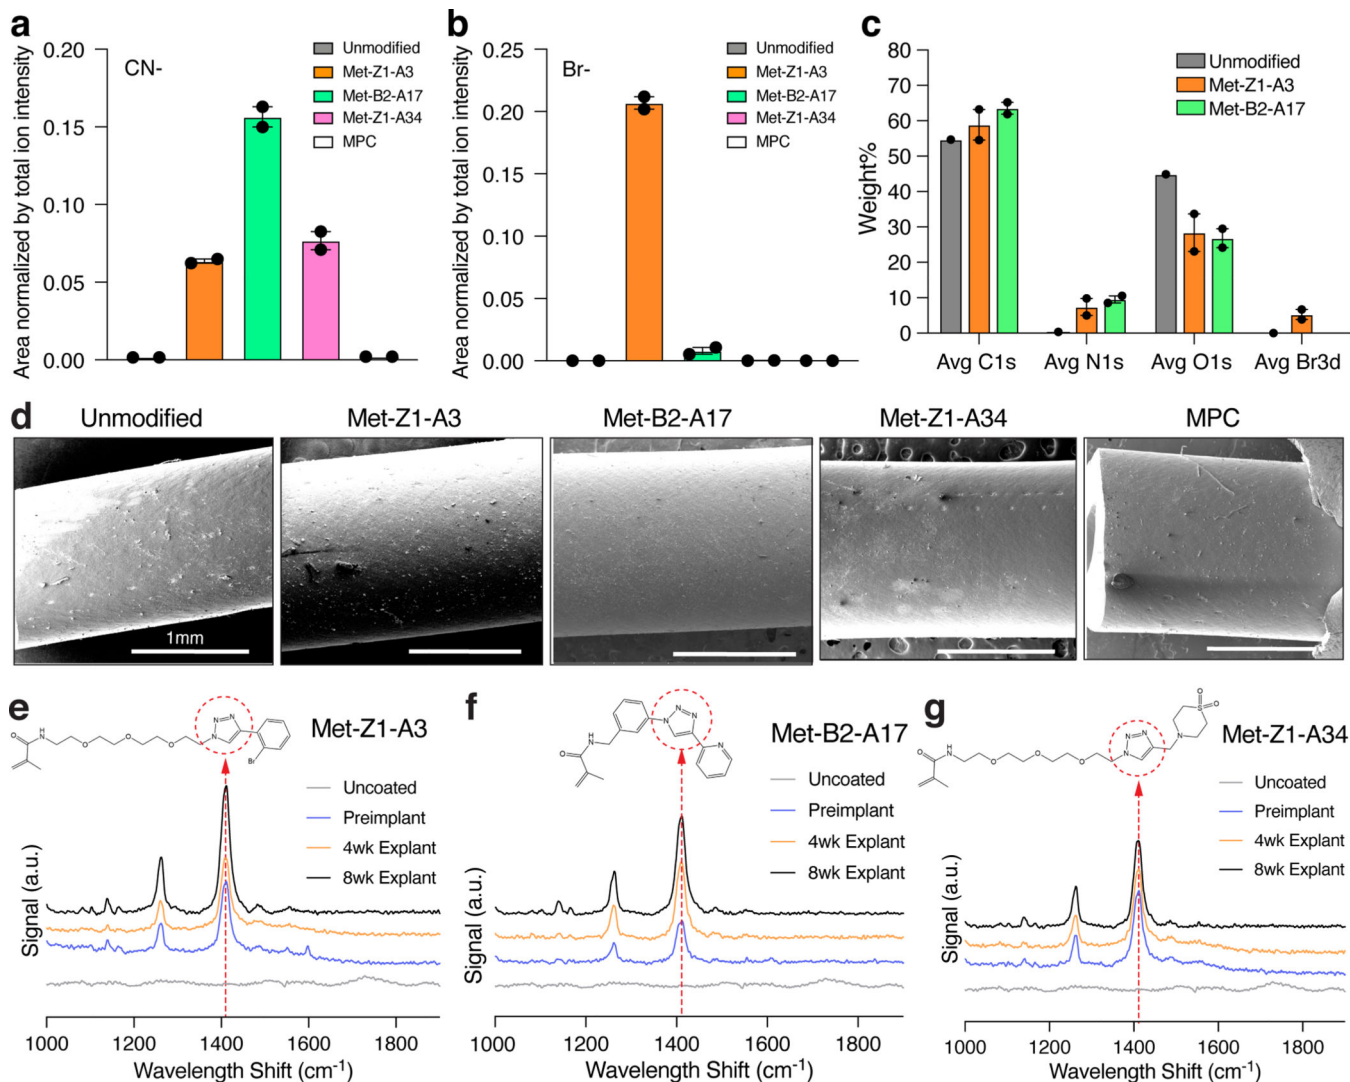 a
Area normalized by total ion intensity
0.20
0.15
0.10
0.05
0.00
CN-
Unmodified
Met-Z1-A3
Met-B2-A17
Met-Z1-A34
MPC
b
Area normalized by total ion intensity
0.25
0.20
0.15
0.10
0.05
0.00
Br-
Unmodified
Met-Z1-A3
Met-B2-A17
Met-Z1-A34
MPC
c
Weight%
80
70
60
50
40
30
20
10
0
Unmodified
Met-Z1-A3
Met-B2-A17
Avg C1s
Avg N1s
Avg O1s
Avg Br3d
d
Unmodified
Met-Z1-A3
Met-B2-A17
Met-Z1-A34
MPC
1mm
e
O
H
N
O
O
O
N
N=N
Br
Met-Z1-A3
Uncoated
Preimplant
4wk Explant
8wk Explant
Signal (a.u.)
1000 1200 1400 1600 1800
Wavelength Shift (cm-1)
f
O
NH
N
N
N
N
Met-B2-A17
Uncoated
Preimplant
4wk Explant
8wk Explant
Signal (a.u.)
1000 1200 1400 1600 1800
Wavelength Shift (cm-1)
g
O
H
N
O
O
O
N
N=N
N
S
O
O
Met-Z1-A34
Uncoated
Preimplant
4wk Explant
8wk Explant
Signal (a.u.)
1000 1200 1400 1600 1800
Wavelength Shift (cm-1)